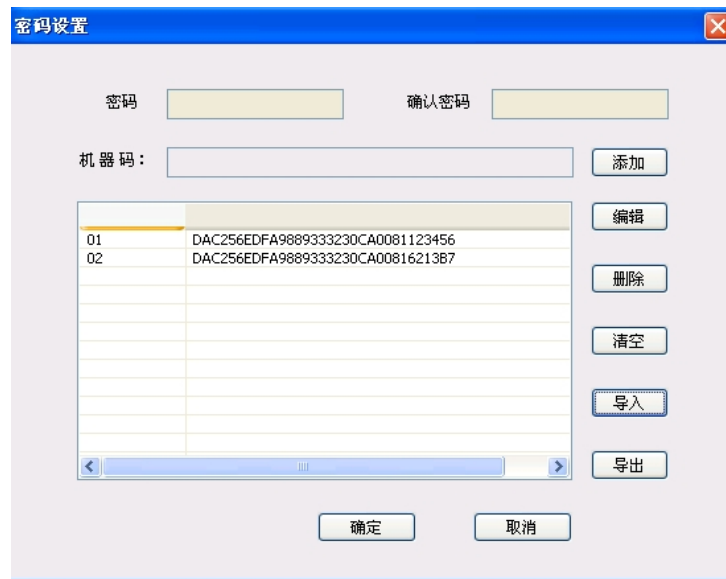 密码设置
密码
确认密码
机器码：
添加
编辑
01 DAC256EDFA9889333230CA0081123456
02 DAC256EDFA9889333230CA00816213B7
删除
清空
导入
导出
确定
取消